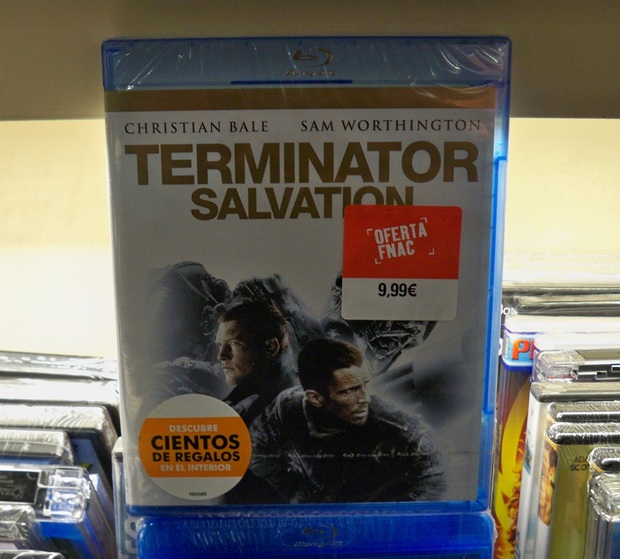 CHRISTIAN BALE SAM WORTHINGTON
TERMINATOR
SALVATION
OFERTA
FNAC
9,99€
DESCUBRE
CIENTOS
DE REGALOS
EN EL INTERIOR